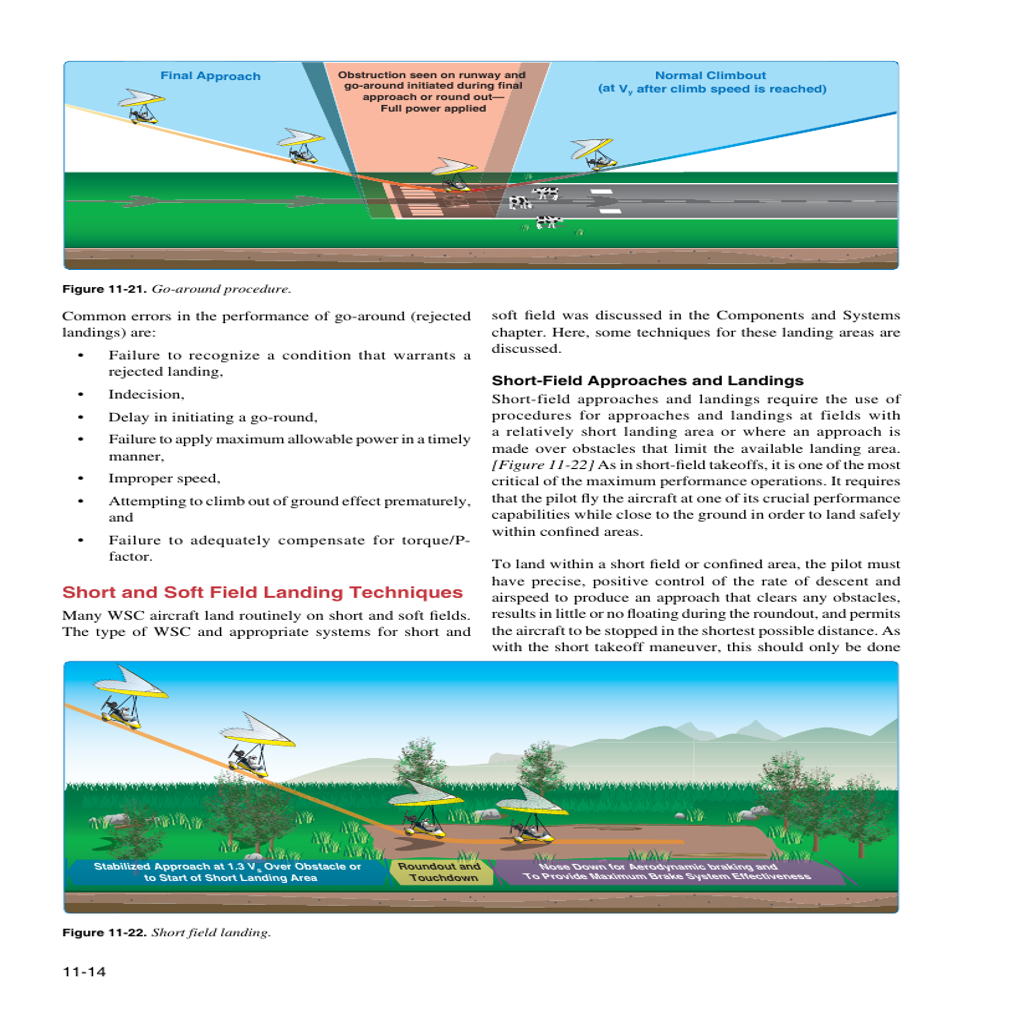 Final Approach
Obstruction seen on runway and
go-around initiated during final
approach or round out—
Full power applied
Normal Climbout
(at Vy after climb speed is reached)
Figure 11-21. Go-around procedure.
Common errors in the performance of go-around (rejected
landings) are:
• Failure to recognize a condition that warrants a
rejected landing,
• Indecision,
• Delay in initiating a go-round,
• Failure to apply maximum allowable power in a timely
manner,
• Improper speed,
• Attempting to climb out of ground effect prematurely,
and
• Failure to adequately compensate for torque/P-
factor.
Short and Soft Field Landing Techniques
Many WSC aircraft land routinely on short and soft fields.
The type of WSC and appropriate systems for short and
soft field was discussed in the Components and Systems
chapter. Here, some techniques for these landing areas are
discussed.
Short-Field Approaches and Landings
Short-field approaches and landings require the use of
procedures for approaches and landings at fields with
a relatively short landing area or where an approach is
made over obstacles that limit the available landing area.
[Figure 11-22] As in short-field takeoffs, it is one of the most
critical of the maximum performance operations. It requires
that the pilot fly the aircraft at one of its crucial performance
capabilities while close to the ground in order to land safely
within confined areas.
To land within a short field or confined area, the pilot must
have precise, positive control of the rate of descent and
airspeed to produce an approach that clears any obstacles,
results in little or no floating during the roundout, and permits
the aircraft to be stopped in the shortest possible distance. As
with the short takeoff maneuver, this should only be done
Stabilized Approach at 1.3 Vs Over Obstacle or
to Start of Short Landing Area
Roundout and
Touchdown
Nose Down for Aerodynamic braking and
To Provide Maximum Brake System Effectiveness
Figure 11-22. Short field landing.
11-14